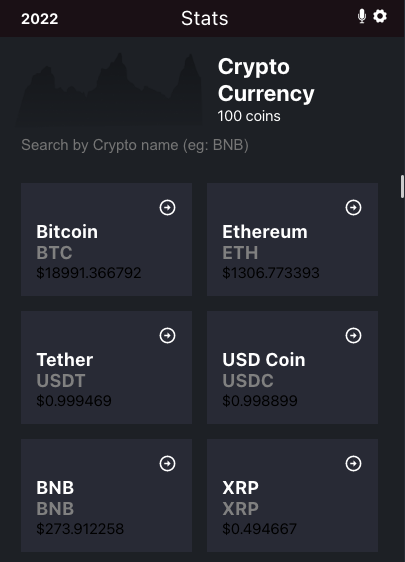 2022
Stats
Crypto
Currency
100 coins
Search by Crypto name (eg: BNB)
Bitcoin
BTC
$18991.366792
Ethereum
ETH
$1306.773393
Tether
USDT
$0.999469
USD Coin
USDC
$0.998899
BNB
BNB
$273.912258
XRP
XRP
$0.494667